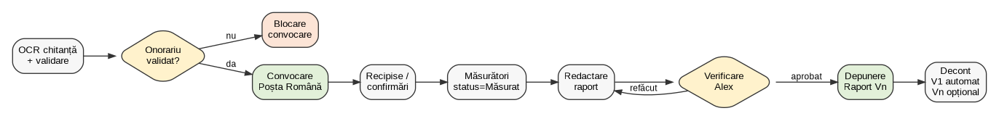 OCR chitanță
+ validare
Onorariu
validat?
nu
Blocare
convocare
da
Convocare
Poșta Română
Recipise /
confirmări
Măsurători
status=Măsurat
Redactare
raport
refăcut
Verificare
Alex
aprobat
Depunere
Raport Vn
Decont
V1 automat
Vn opțional